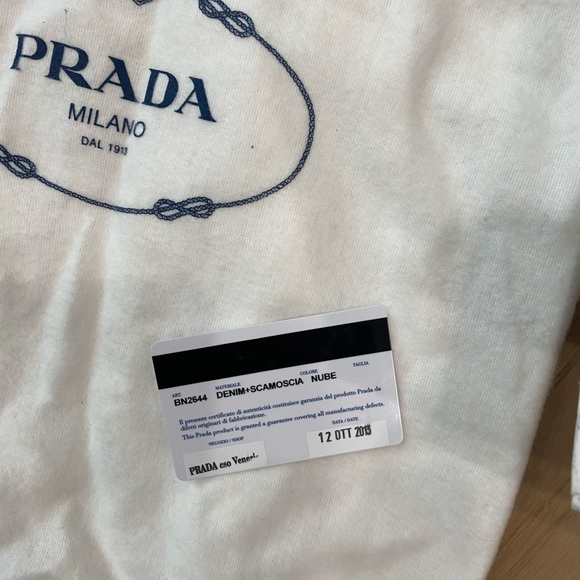 PRADA
MILANO
DAL 1913
ART. MATERIALE COLORE TAGLIA
BN2644 DENIM+SCAMOSCIA NUBE
Il presente certificato di autenticità costituisce garanzia del prodotto Prada da
difetti originari di fabbricazione.
This Prada product is granted a guarantee covering all manufacturing defects.
NEGOZIO / SHOP DATA / DATE
PRADA cso 12 OTT 2013